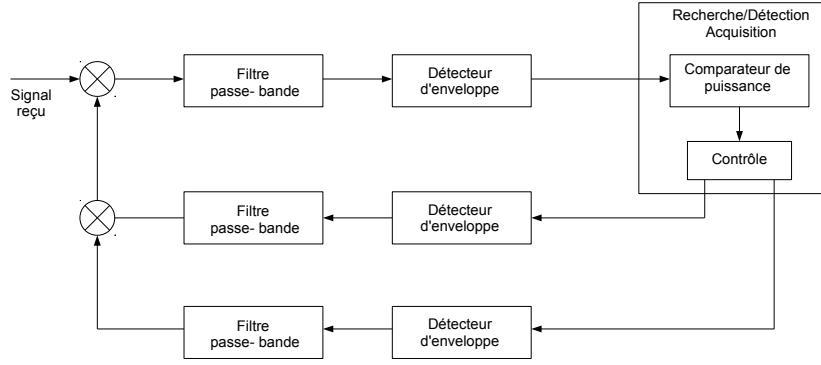 Recherche/Détection
Acquisition
Signal
reçu
Filtre
passe- bande
Détecteur
d'enveloppe
Comparateur de
puissance
Contrôle
Filtre
passe- bande
Détecteur
d'enveloppe
Filtre
passe- bande
Détecteur
d'enveloppe